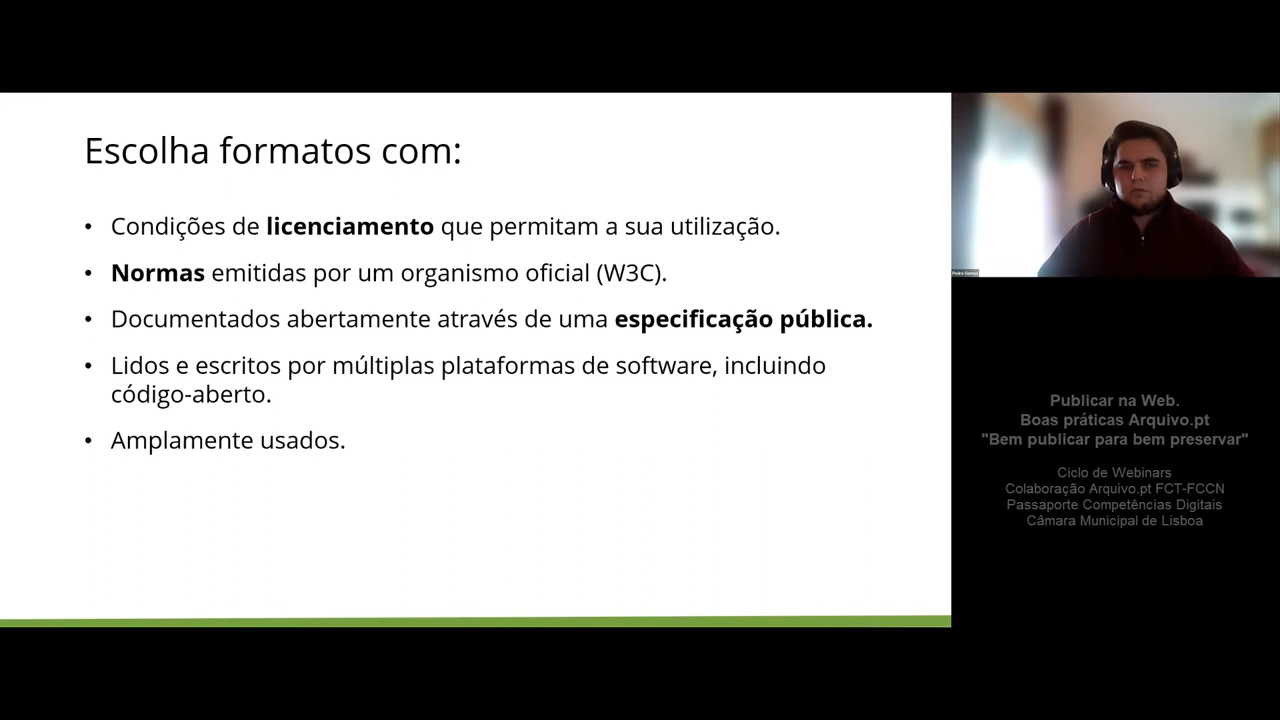 Escolha formatos com:
• Condições de licenciamento que permitam a sua utilização.
• Normas emitidas por um organismo oficial (W3C).
• Documentados abertamente através de uma especificação pública.
• Lidos e escritos por múltiplas plataformas de software, incluindo
código-aberto.
• Amplamente usados.
Publicar na Web.
Boas práticas Arquivo.pt
"Bem publicar para bem preservar"
Ciclo de Webinars
Colaboração Arquivo.pt FCT-FCCN
Passaporte Competências Digitais
Câmara Municipal de Lisboa